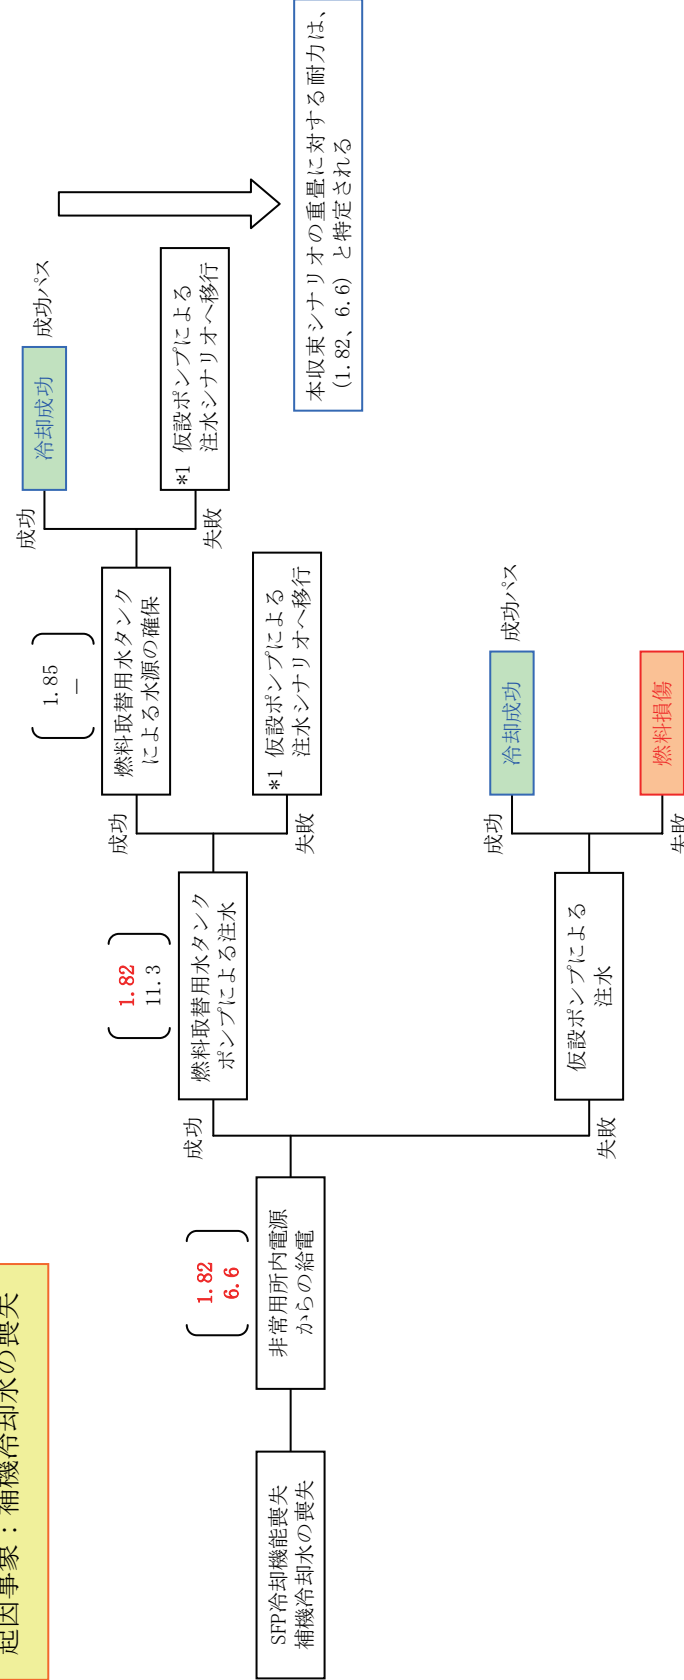 起因事象：補機冷却水の喪失
SFP冷却機能喪失
補機冷却水の喪失
1.82
6.6
非常用所内電源
からの給電
成功
失敗
1.82
11.3
燃料取替用水タンク
ポンプによる注水
成功
失敗
1.85
－
燃料取替用水タンク
による水源の確保
*1 仮設ポンプによる
注水シナリオへ移行
成功
失敗
冷却成功
成功パス
*1 仮設ポンプによる
注水シナリオへ移行
仮設ポンプによる
注水
成功
失敗
冷却成功
成功パス
燃料損傷
本収束シナリオの重畳に対する耐力は、
(1.82、6.6) と特定される